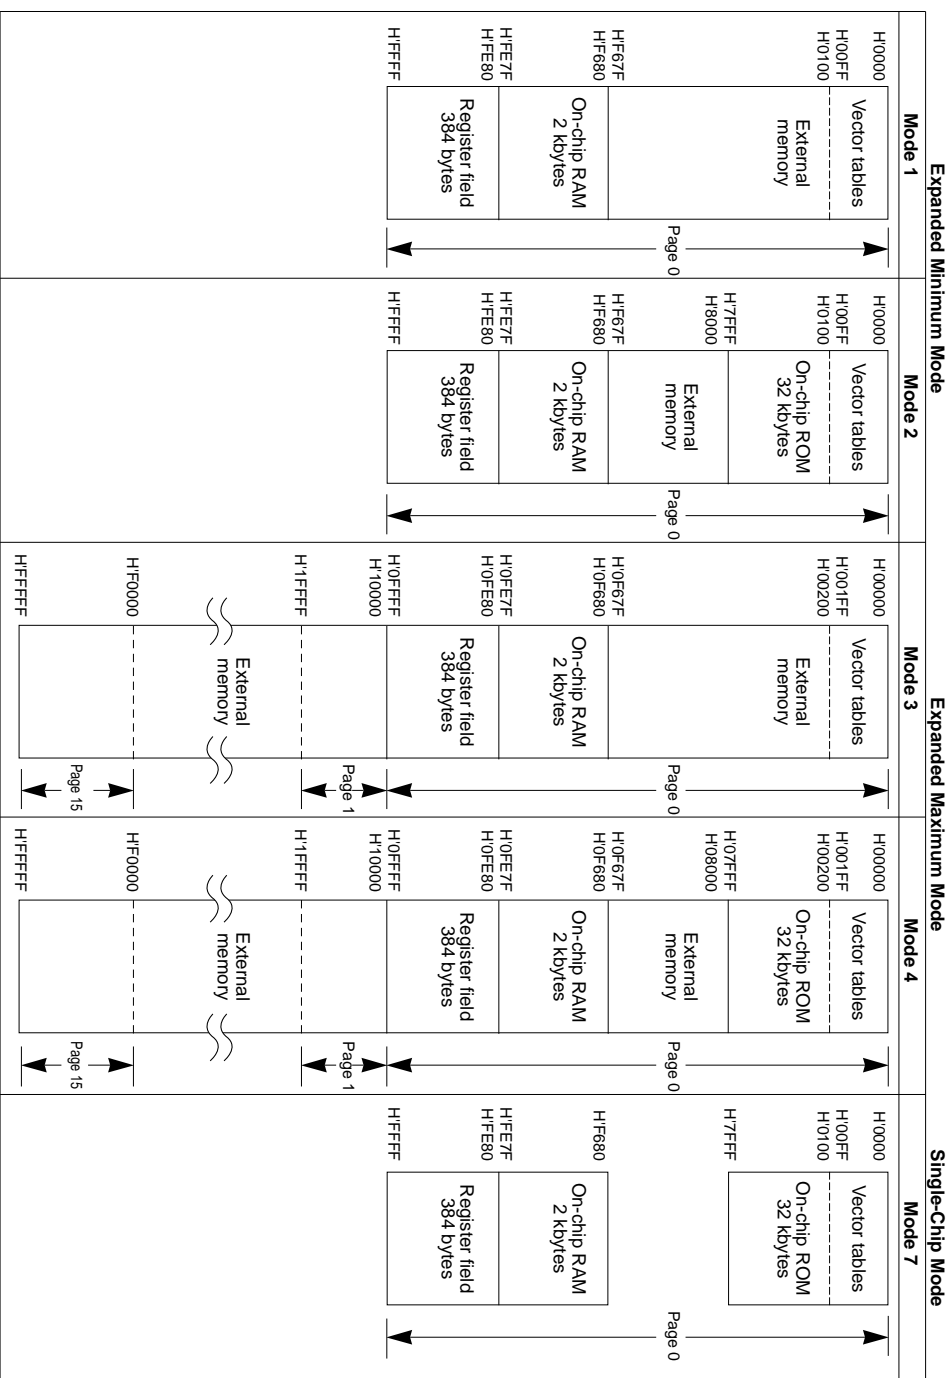 Expanded Minimum Mode
Expanded Maximum Mode
Single-Chip Mode
Mode 1
Mode 2
Mode 3
Mode 4
Mode 7
H'0000
H'00FF
H'0100
H'F67F
H'F680
H'FE7F
H'FE80
H'FFFF
Vector tables
External
memory
On-chip RAM
2 kbytes
Register field
384 bytes
Page 0
H'0000
H'00FF
H'0100
H'7FFF
H'8000
H'F67F
H'F680
H'FE7F
H'FE80
H'FFFF
Vector tables
On-chip ROM
32 kbytes
External
memory
On-chip RAM
2 kbytes
Register field
384 bytes
Page 0
H'00000
H'001FF
H'00200
H'0F67F
H'0F680
H'0FE7F
H'0FE80
H'0FFFF
H'10000
H'1FFFF
H'F0000
H'FFFFF
Vector tables
External
memory
On-chip RAM
2 kbytes
Register field
384 bytes
External
memory
Page 0
Page 1
Page 15
H'00000
H'001FF
H'00200
H'07FFF
H'08000
H'0F67F
H'0F680
H'0FE7F
H'0FE80
H'0FFFF
H'10000
H'1FFFF
H'F0000
H'FFFFF
Vector tables
On-chip ROM
32 kbytes
External
memory
On-chip RAM
2 kbytes
Register field
384 bytes
External
memory
Page 0
Page 1
Page 15
H'0000
H'00FF
H'0100
H'7FFF
H'F680
H'FE7F
H'FE80
H'FFFF
Vector tables
On-chip ROM
32 kbytes
On-chip RAM
2 kbytes
Register field
384 bytes
Page 0